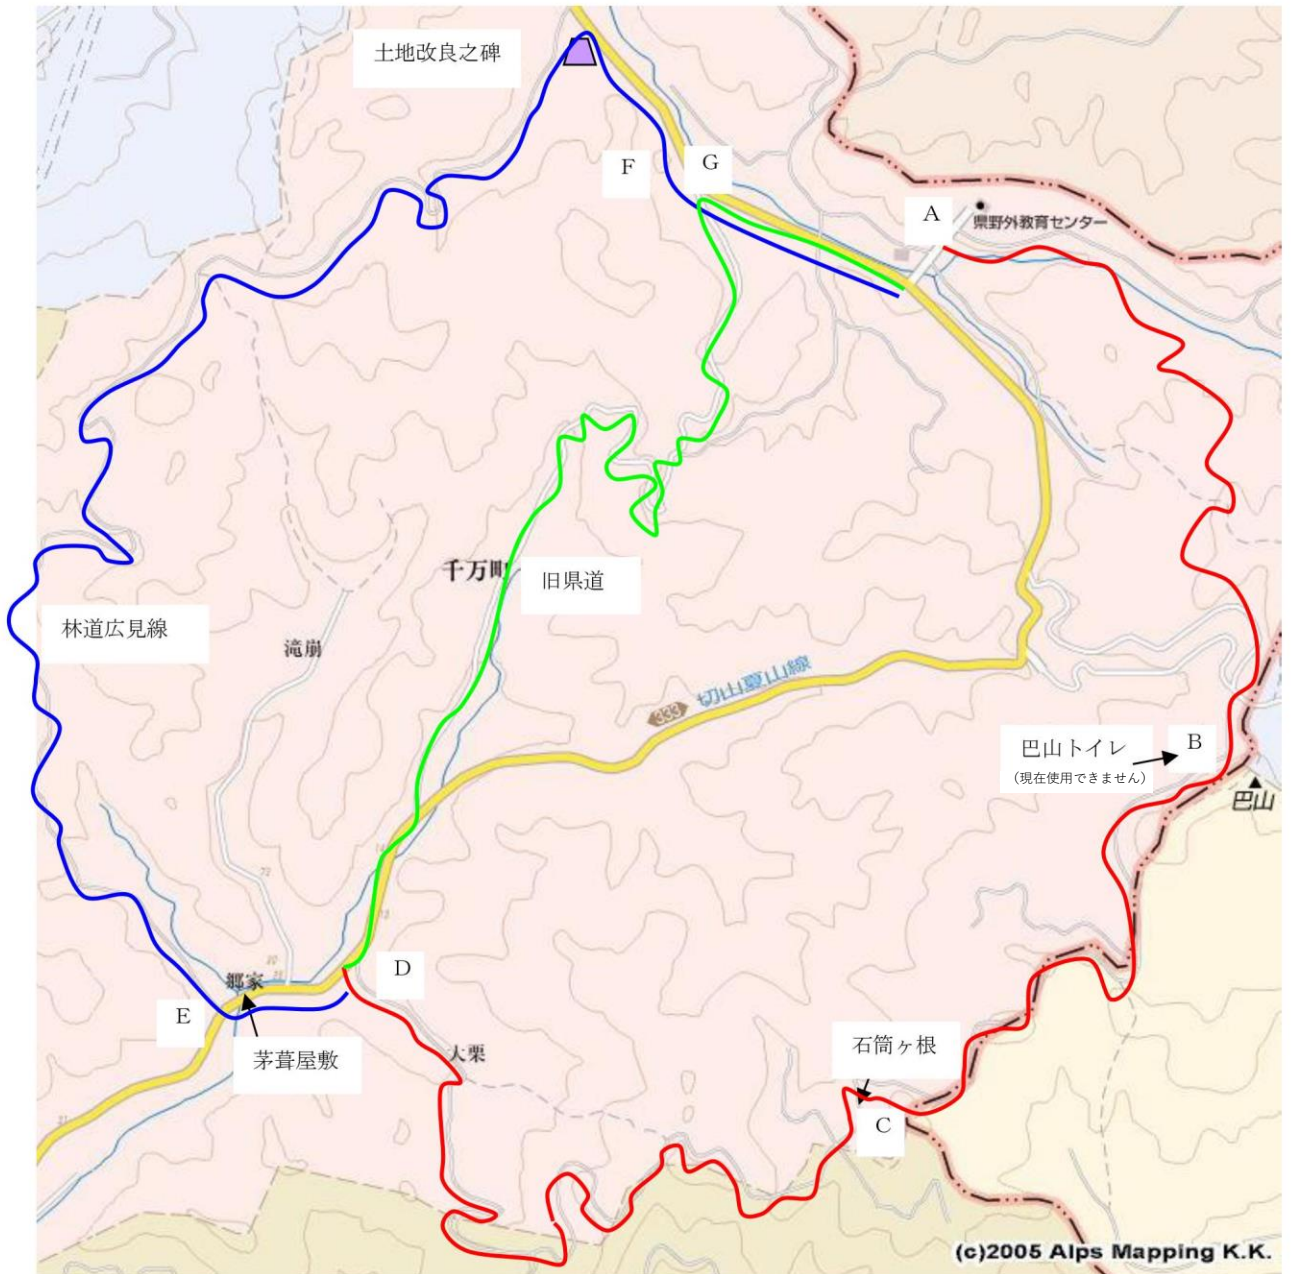 土地改良之碑
F
G
A
県野外教育センター
千万町
旧県道
林道広見線
滝崩
333
切山夏山線
巴山トイレ
(現在使用できません)
B
巴山
D
郷家
E
大栗
茅葺屋敷
石筒ヶ根
C
(c)2005 Alps Mapping K.K.